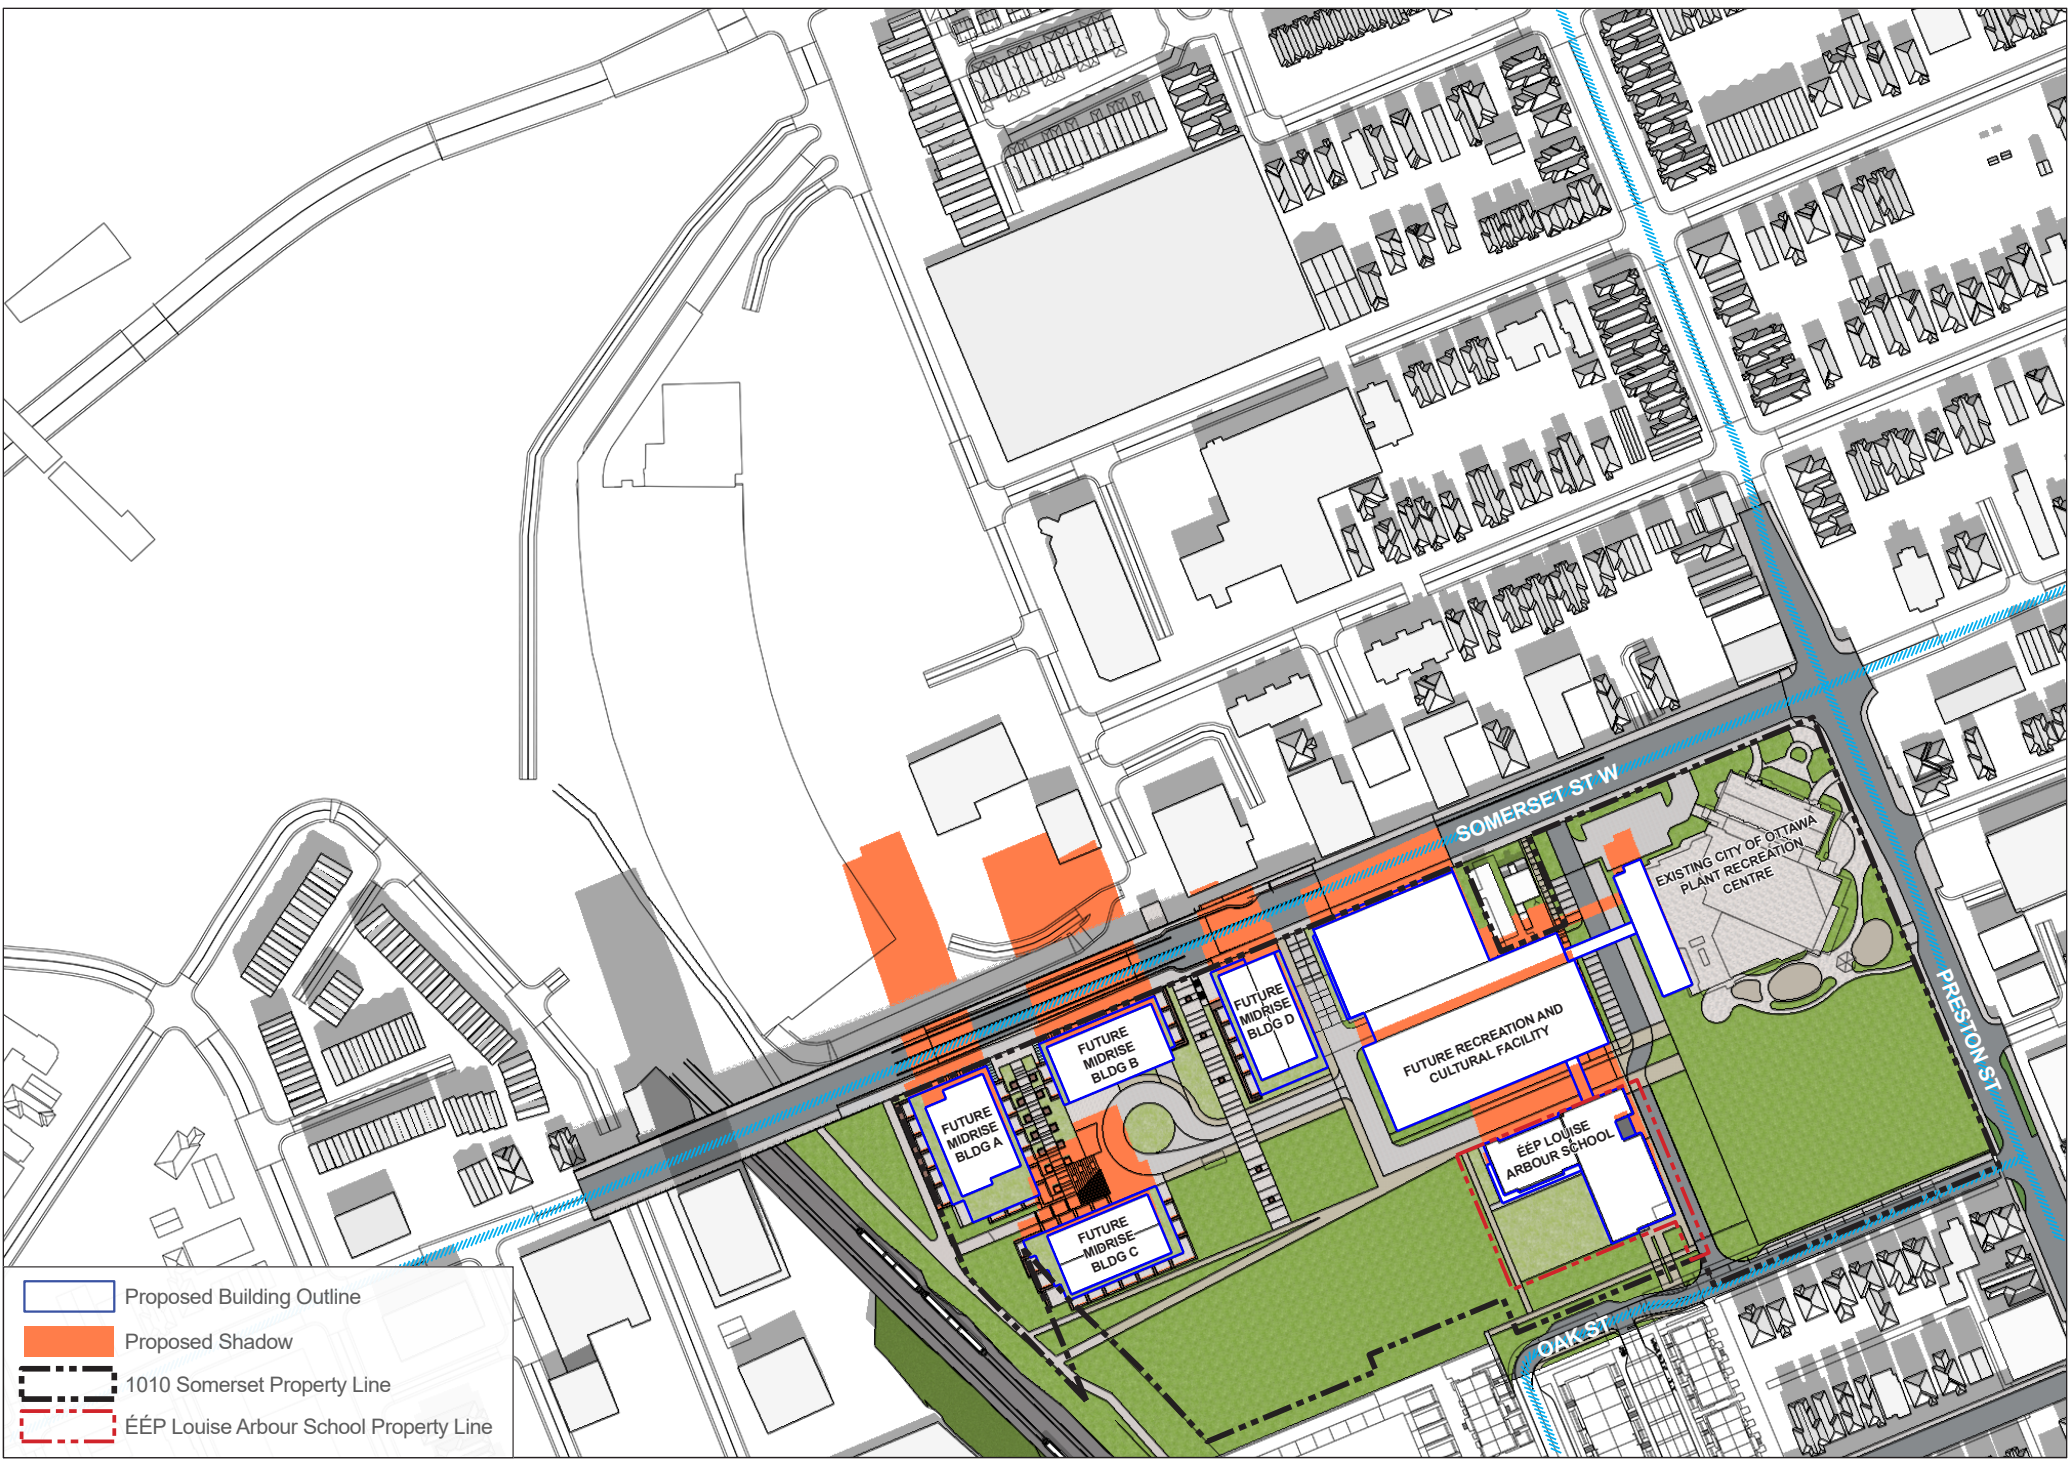 SOMERSET ST W
EXISTING CITY OF OTTAWA
PLANT RECREATION
CENTRE
PRESTON ST
FUTURE
MIDRISE
BLDG D
FUTURE
MIDRISE
BLDG B
FUTURE RECREATION AND
CULTURAL FACILITY
FUTURE
MIDRISE
BLDG A
ÉÉP LOUISE
ARBOUR SCHOOL
FUTURE
MIDRISE
BLDG C
OAK ST
Proposed Building Outline
Proposed Shadow
1010 Somerset Property Line
ÉÉP Louise Arbour School Property Line